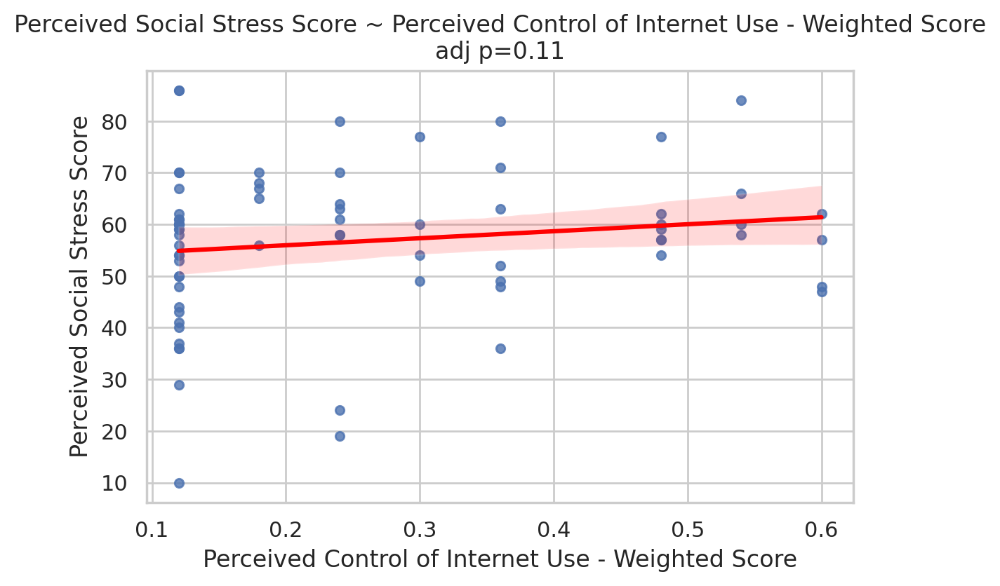 Perceived Social Stress Score ~ Perceived Control of Internet Use - Weighted Score
adj p=0.11
Perceived Social Stress Score
80
70
60
50
40
30
20
10
0.1 0.2 0.3 0.4 0.5 0.6
Perceived Control of Internet Use - Weighted Score